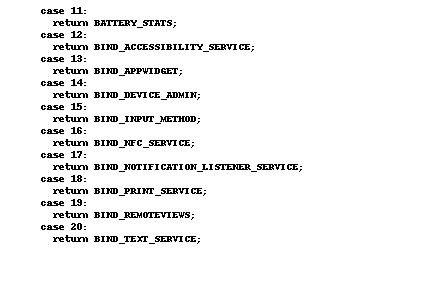 case 11:
return BATTERY_STATS;
case 12:
return BIND_ACCESSIBILITY_SERVICE;
case 13:
return BIND_APPWIDGET;
case 14:
return BIND_DEVICE_ADMIN;
case 15:
return BIND_INPUT_METHOD;
case 16:
return BIND_NFC_SERVICE;
case 17:
return BIND_NOTIFICATION_LISTENER_SERVICE;
case 18:
return BIND_PRINT_SERVICE;
case 19:
return BIND_REMOTEVIEWS;
case 20:
return BIND_TEXT_SERVICE;